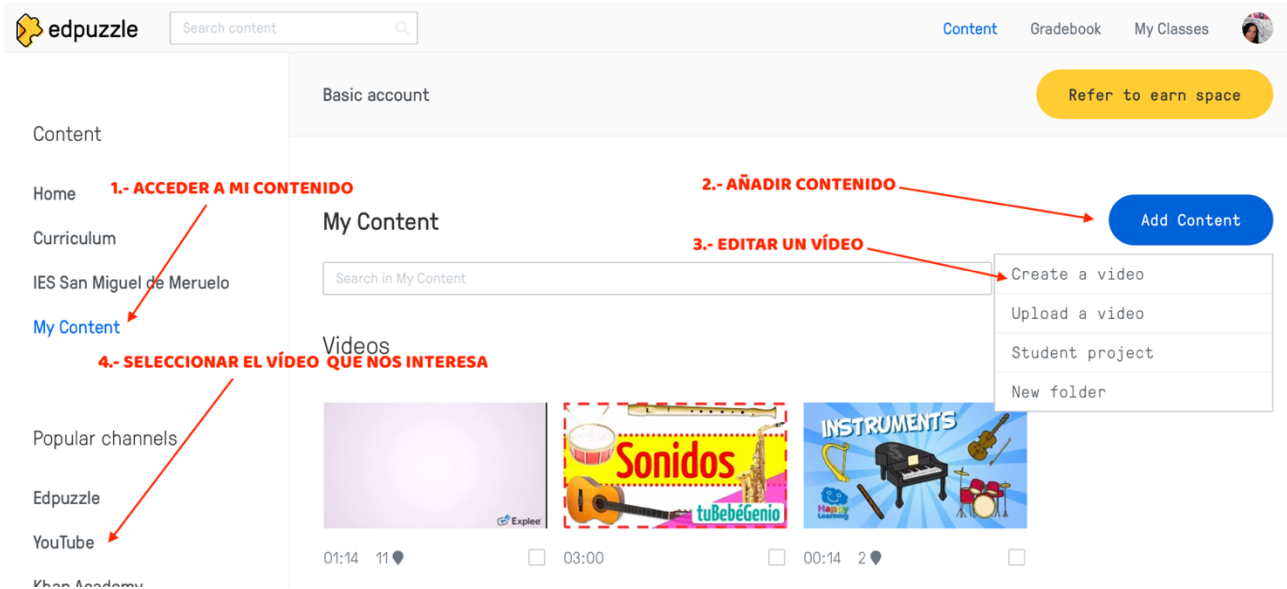 edpuzzle
Search content
Content
Gradebook
My Classes
Basic account
Refer to earn space
Content
Home
1.- ACCEDER A MI CONTENIDO
2.- AÑADIR CONTENIDO
My Content
Add Content
Curriculum
3.- EDITAR UN VÍDEO
Search in My Content
Create a video
IES San Miguel de Meruelo
Upload a video
My Content
Videos
Student project
4.- SELECCIONAR EL VÍDEO QUE NOS INTERESA
New folder
Popular channels
Explee
Sonidos
tuBebéGenio
INSTRUMENTS
Happy
Learning
Edpuzzle
YouTube
01:14
11
03:00
00:14
2
Khan Academy